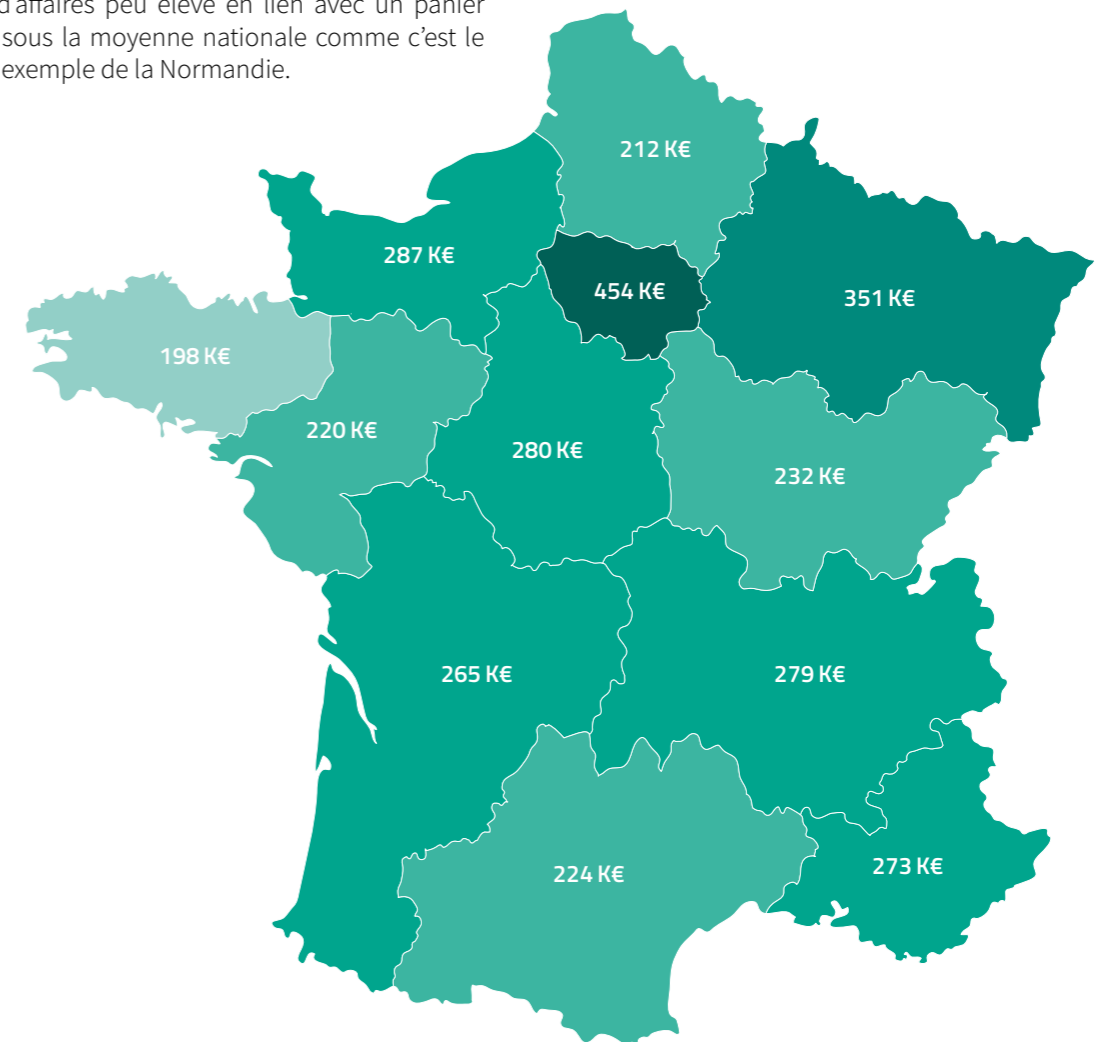 d'affaires peu élevé en lien avec un panier
sous la moyenne nationale comme c'est le
exemple de la Normandie.
212 K€
287 K€
454 K€
351 K€
198 K€
220 K€
280 K€
232 K€
265 K€
279 K€
224 K€
273 K€